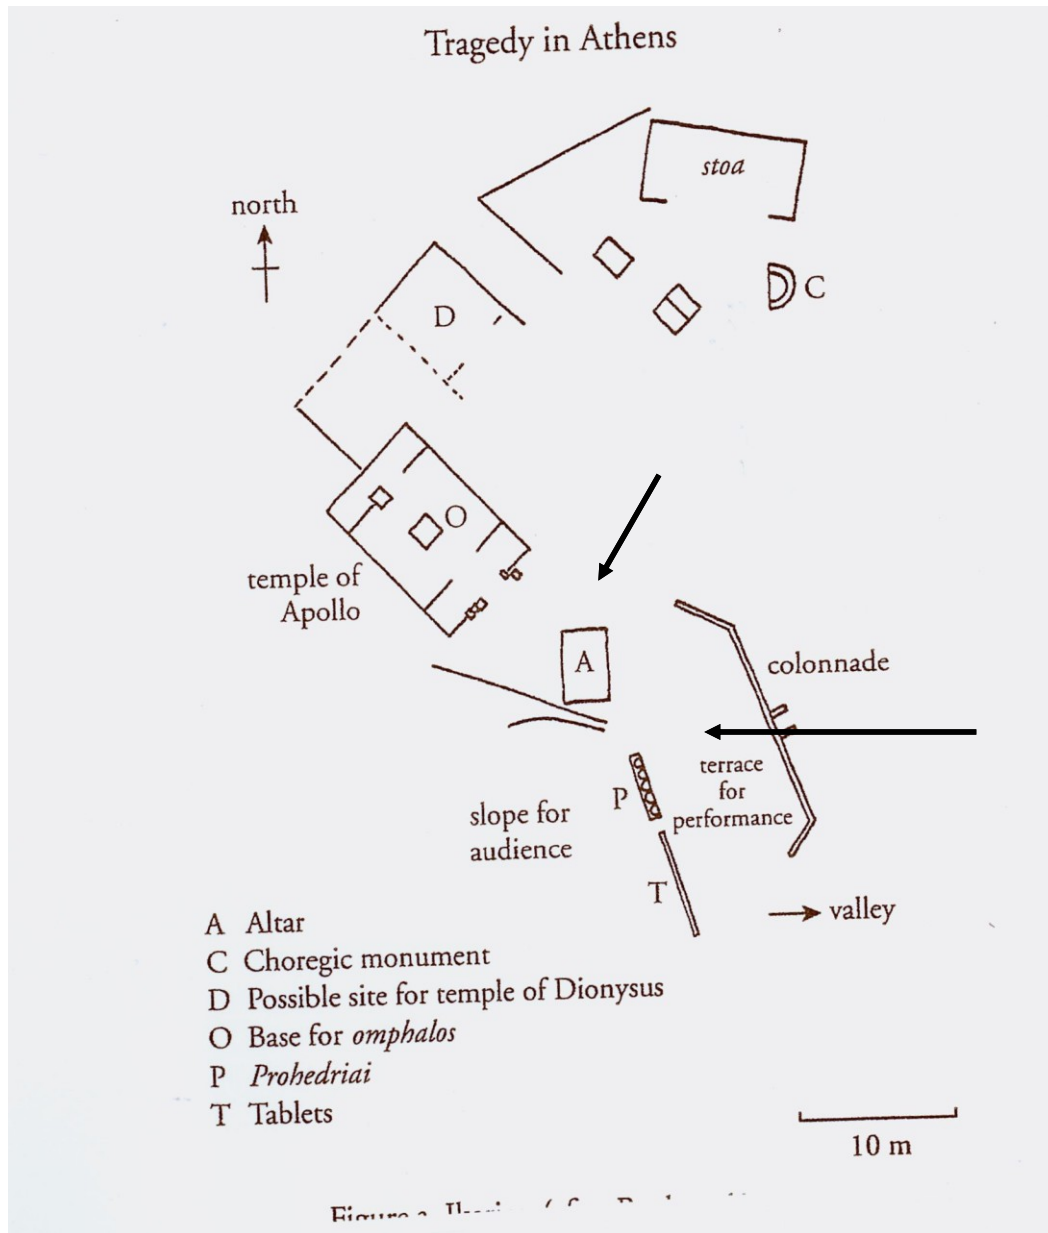 Tragedy in Athens
stoa
north
C
D
O
temple of
Apollo
A
colonnade
terrace
for
performance
P
slope for
audience
T
valley
A Altar
C Choregic monument
D Possible site for temple of Dionysus
O Base for omphalos
P Prohedriai
T Tablets
10 m
Figure